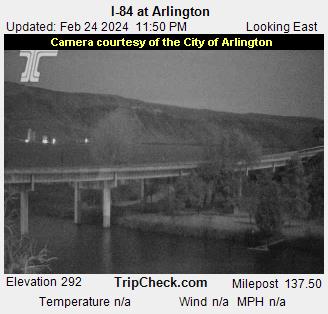 I-84 at Arlington
Updated: Feb 24 2024 11:50 PM Looking East
Camera courtesy of the City of Arlington
Elevation 292 TripCheck.com Milepost 137.50
Temperature n/a Wind n/a MPH n/a